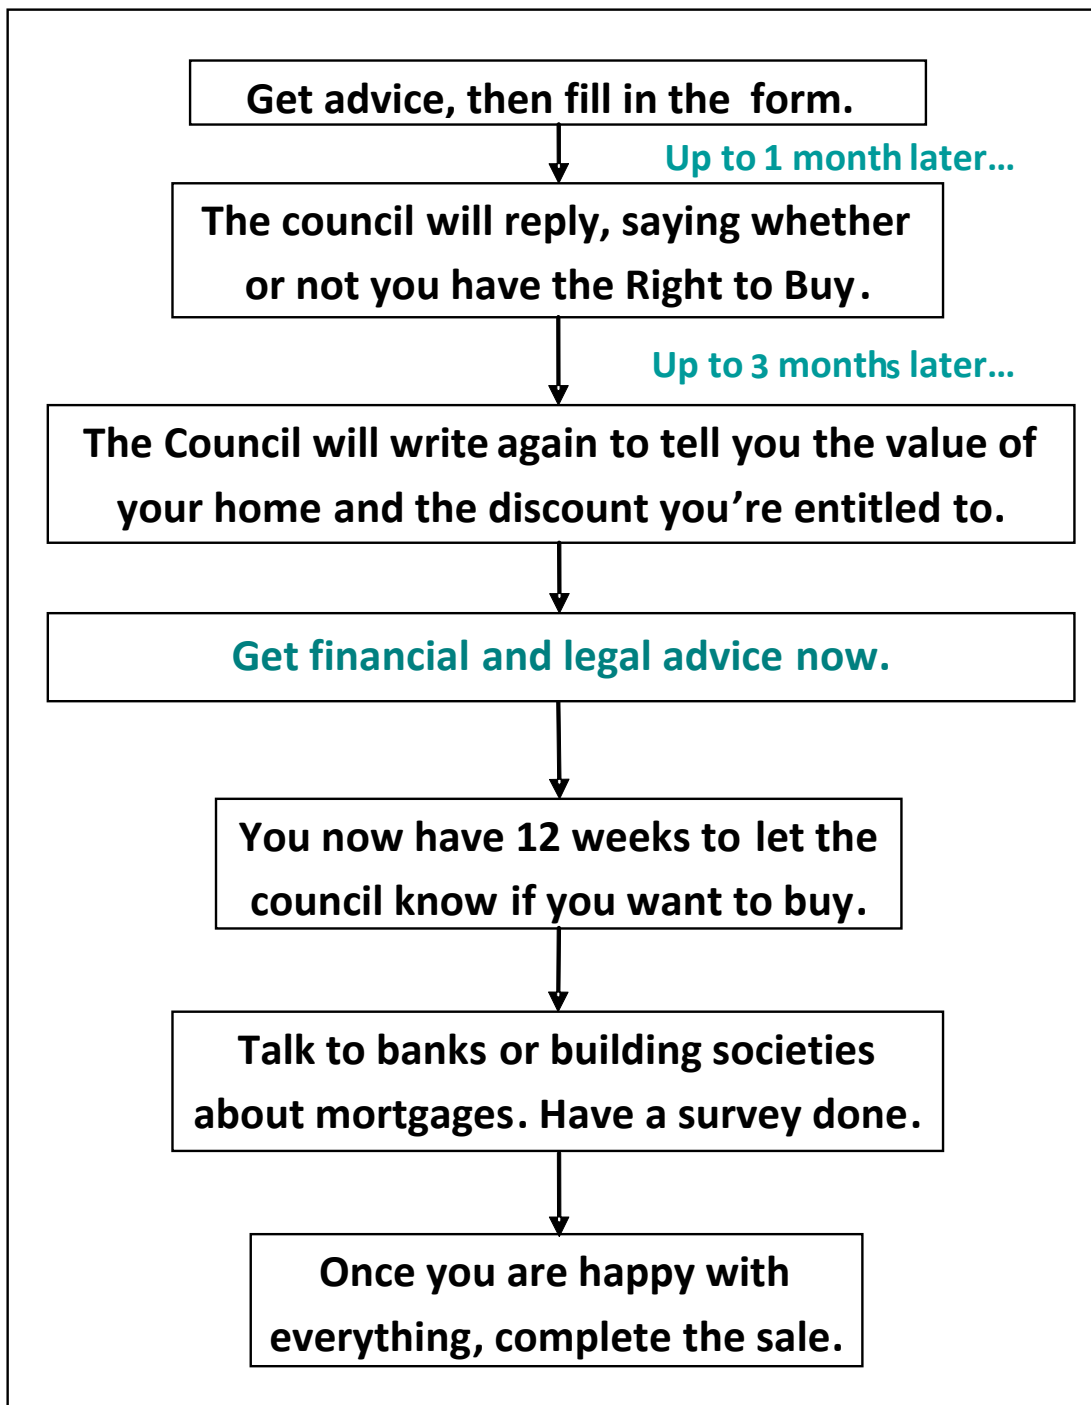 Get advice, then fill in the form.
Up to 1 month later...
The council will reply, saying whether
or not you have the Right to Buy.
Up to 3 months later...
The Council will write again to tell you the value of
your home and the discount you’re entitled to.
Get financial and legal advice now.
You now have 12 weeks to let the
council know if you want to buy.
Talk to banks or building societies
about mortgages. Have a survey done.
Once you are happy with
everything, complete the sale.